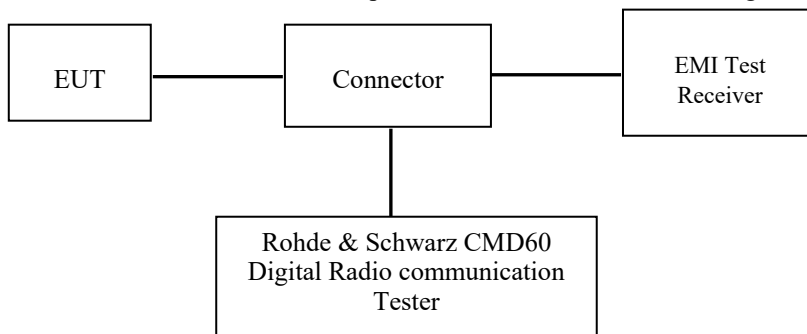 EUT
Connector
EMI Test
Receiver
Rohde & Schwarz CMD60
Digital Radio communication
Tester